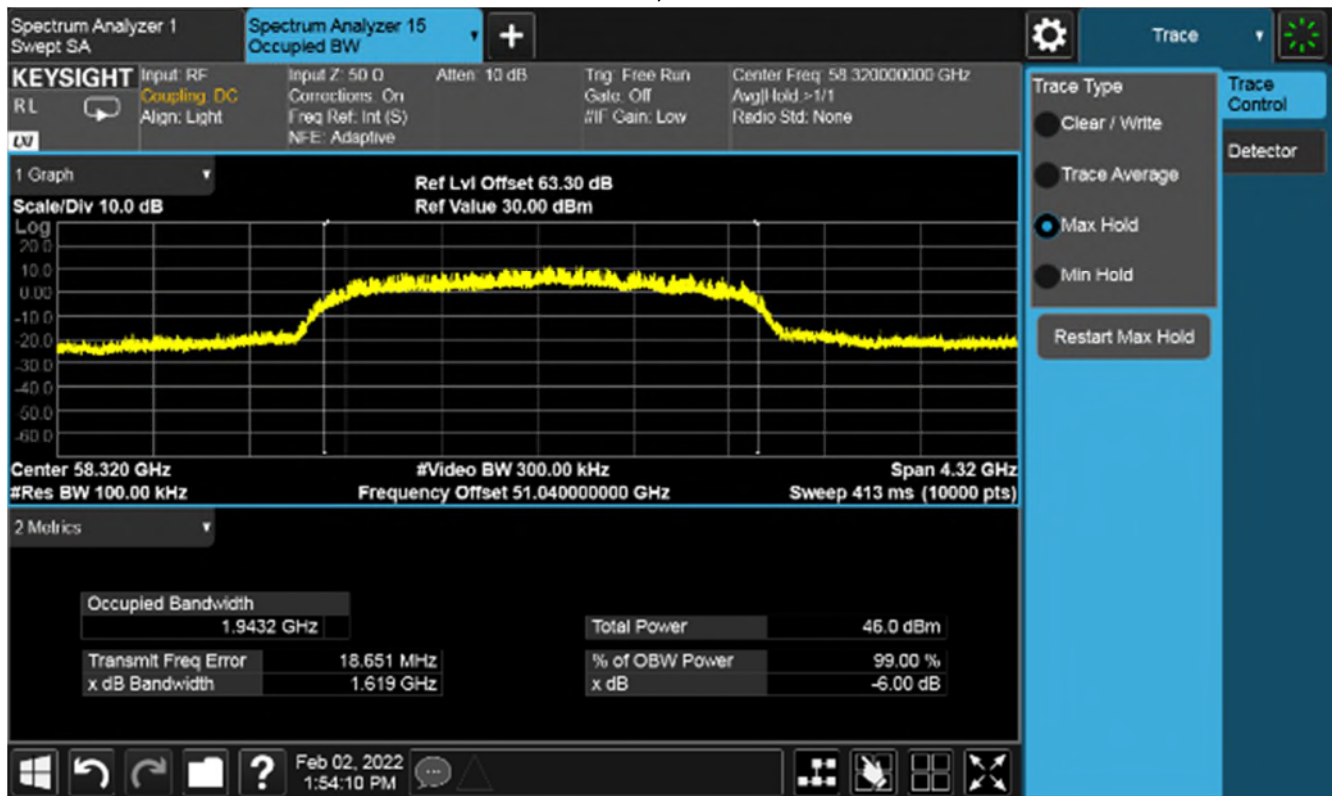 Spectrum Analyzer 1
Swept SA
Spectrum Analyzer 15
Occupied BW
+
Trace
KEYSIGHT
RL
LXI
Input: RF
Coupling: DC
Align: Light
Input Z: 50 Ω
Corrections: On
Freq Ref: Int (S)
NFE: Adaptive
Atten: 10 dB
Trig: Free Run
Gate: Off
#IF Gain: Low
Center Freq: 58.320000000 GHz
Avg|Hold:>1/1
Radio Std: None
Trace Type
Clear / Write
Trace Average
Max Hold
Min Hold
Restart Max Hold
Trace
Control
Detector
1 Graph
Scale/Div 10.0 dB
Ref Lvl Offset 63.30 dB
Ref Value 30.00 dBm
Log
20.0
10.0
0.00
-10.0
-20.0
-30.0
-40.0
-50.0
-60.0
Center 58.320 GHz
#Video BW 300.00 kHz
Span 4.32 GHz
#Res BW 100.00 kHz
Frequency Offset 51.040000000 GHz
Sweep 413 ms (10000 pts)
2 Metrics
Occupied Bandwidth
1.9432 GHz
Total Power 46.0 dBm
Transmit Freq Error 18.651 MHz
% of OBW Power 99.00 %
x dB Bandwidth 1.619 GHz
x dB -6.00 dB
?
Feb 02, 2022
1:54:10 PM